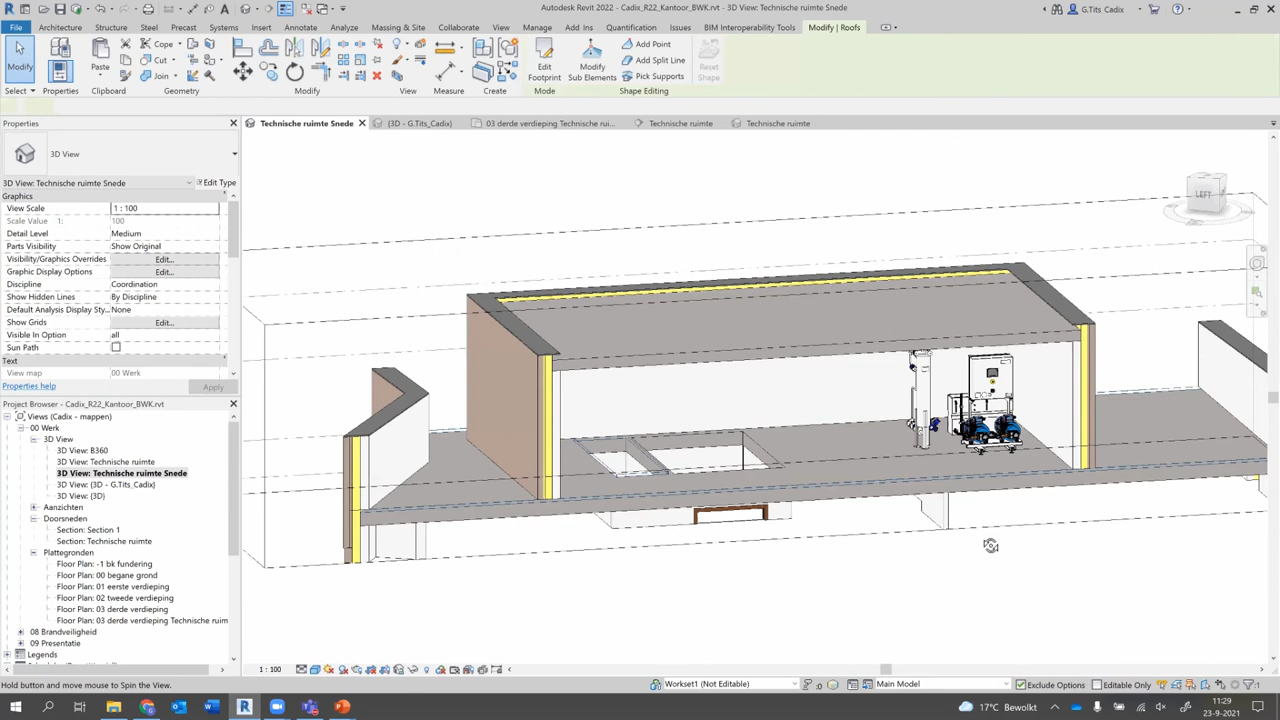 Autodesk Revit 2022 - Cadix_R22_Kantoor_BWK.rvt - 3D View: Technische ruimte Snede
G.Tits_Cadix
File Architecture Structure Steel Precast Systems Insert Annotate Analyze Massing & Site Collaborate View Manage Add Ins Quantification Issues BIM Interoperability Tools Modify | Roofs
Modify Paste Cope Cut Join Edit Footprint Modify Sub Elements Add Point Add Split Line Pick Supports Reset Shape
Select Properties Clipboard Geometry Modify View Measure Create Mode Shape Editing
Properties
Technische ruimte Snede {3D - G.Tits_Cadix} 03 derde verdieping Technische rui... Technische ruimte Technische ruimte
3D View
3D View: Technische ruimte Snede Edit Type
Graphics
View Scale 1 : 100
Scale Value 1: 100
Detail Level Medium
Parts Visibility Show Original
Visibility/Graphics Overrides Edit...
Graphic Display Options Edit...
Discipline Coordination
Show Hidden Lines By Discipline
Default Analysis Display Sty... None
Show Grids Edit...
Visible In Option all
Sun Path
Text
View map 00 Werk
Properties help Apply
LEFT
Project Browser - Cadix_R22_Kantoor_BWK.rvt
Views (Cadix - mappen)
00 Werk
3D View
3D View: B360
3D View: Technische ruimte
3D View: Technische ruimte Snede
3D View: {3D - G.Tits_Cadix}
3D View: {3D}
Aanzichten
Doorsneden
Section: Section 1
Section: Technische ruimte
Plattegronden
Floor Plan: -1 bk fundering
Floor Plan: 00 begane grond
Floor Plan: 01 eerste verdieping
Floor Plan: 02 tweede verdieping
Floor Plan: 03 derde verdieping
Floor Plan: 03 derde verdieping Technische ruim
08 Brandveiligheid
09 Presentatie
Legends
1 : 100
Hold button and move mouse to Spin the View.
Workset1 (Not Editable) :0 Main Model Exclude Options Editable Only :1
17°C Bewolkt
11:29
23-9-2021